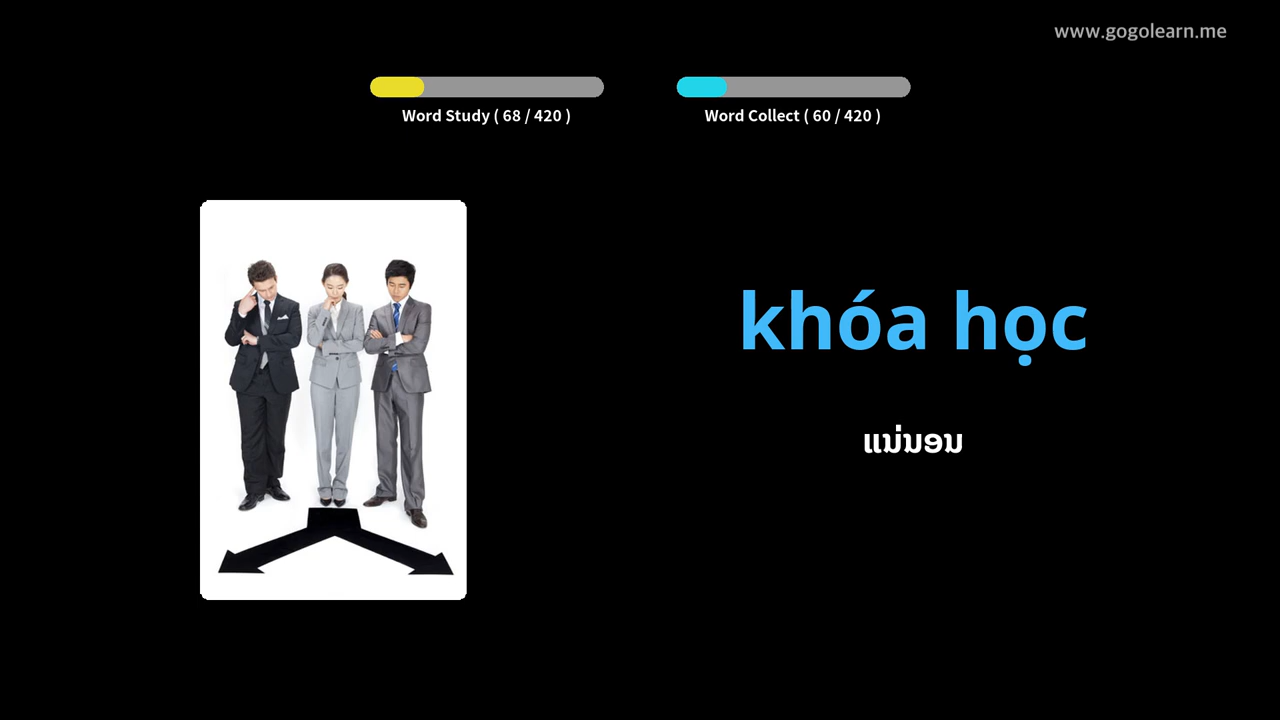 www.gogolearn.me
Word Study ( 68 / 420 )
Word Collect ( 60 / 420 )
khóa học
ແນ່ນອນ